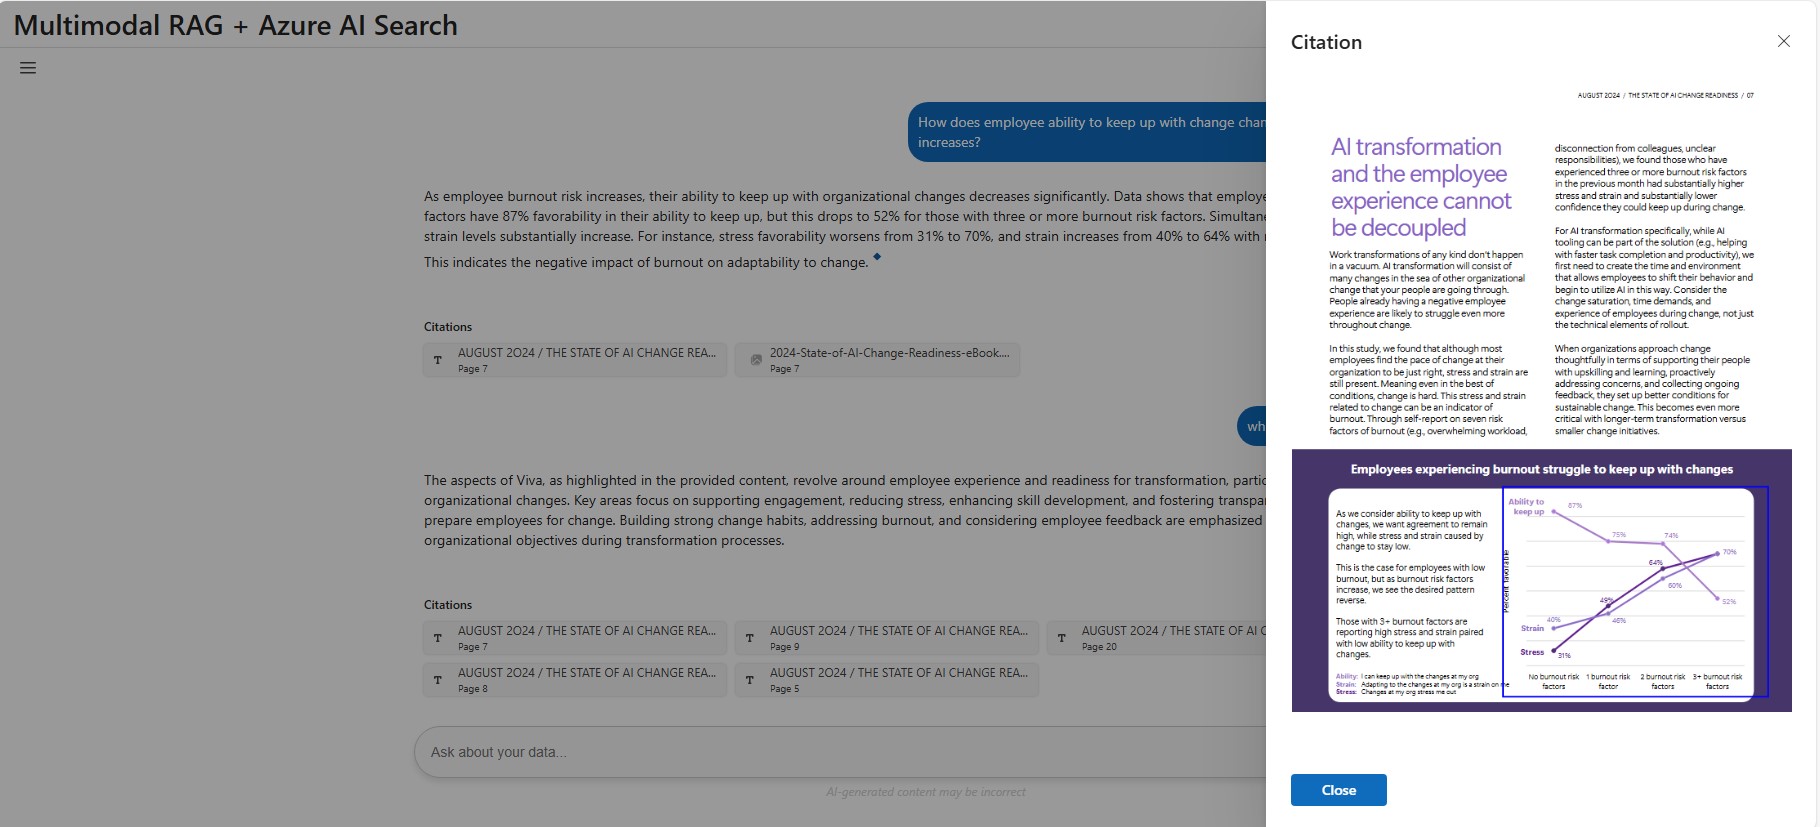 Multimodal RAG + Azure AI Search
How does employee ability to keep up with change
increases?
As employee burnout risk increases, their ability to keep up with organizational changes decreases significantly. Data shows that
factors have 87% favorability in their ability to keep up, but this drops to 52% for those with three or more burnout risk factors.
strain levels substantially increase. For instance, stress favorability worsens from 31% to 70%, and strain increases from 40% to 64% with
This indicates the negative impact of burnout on adaptability to change.
Citations
T AUGUST 2O24 / THE STATE OF AI CHANGE REA...
Page 7
2024-State-of-AI-Change-Readiness-eBook....
Page 7
wh
The aspects of Viva, as highlighted in the provided content, revolve around employee experience and readiness for transformation,
organizational changes. Key areas focus on supporting engagement, reducing stress, enhancing skill development, and fostering
prepare employees for change. Building strong change habits, addressing burnout, and considering employee feedback are emphasized
organizational objectives during transformation processes.
Citations
T AUGUST 2O24 / THE STATE OF AI CHANGE REA...
Page 7
T AUGUST 2O24 / THE STATE OF AI CHANGE REA...
Page 9
T AUGUST 2O24 / THE STATE OF AI C
Page 20
T AUGUST 2O24 / THE STATE OF AI CHANGE REA...
Page 8
T AUGUST 2O24 / THE STATE OF AI CHANGE REA...
Page 5
Ask about your data...
AI-generated content may be incorrect
Citation
AUGUST 2O24 / THE STATE OF AI CHANGE READINESS / 07
AI transformation
and the employee
experience cannot
be decoupled
Work transformations of any kind don't happen
in a vacuum. AI transformation will consist of
many changes in the sea of other organizational
change that your people are going through.
People already having a negative employee
experience are likely to struggle even more
throughout change.
In this study, we found that although most
employees find the pace of change at their
organization to be just right, stress and strain are
still present. Meaning even in the best of
conditions, change is hard. This stress and strain
related to change can be an indicator of
burnout. Through self-report on seven risk
factors of burnout (e.g., overwhelming workload,
disconnection from colleagues, unclear
responsibilities), we found those who have
experienced three or more burnout risk factors
in the previous month had substantially higher
stress and strain and substantially lower
confidence they could keep up during change.
For AI transformation specifically, while AI
tooling can be part of the solution (e.g., helping
with faster task completion and productivity), we
first need to create the time and environment
that allows employees to shift their behavior and
begin to utilize AI in this way. Consider the
change saturation, time demands, and
experience of employees during change, not just
the technical elements of rollout.
When organizations approach change
thoughtfully in terms of supporting their people
with upskilling and learning, proactively
addressing concerns, and collecting ongoing
feedback, they set up better conditions for
sustainable change. This becomes even more
critical with longer-term transformation versus
smaller change initiatives.
Employees experiencing burnout struggle to keep up with changes
As we consider ability to keep up with
changes, we want agreement to remain
high, while stress and strain caused by
change to stay low.
This is the case for employees with low
burnout, but as burnout risk factors
increase, we see the desired pattern
reverse.
Those with 3+ burnout factors are
reporting high stress and strain paired
with low ability to keep up with
changes.
Ability: I can keep up with the changes at my org
Strain: Adapting to the changes at my org is a strain on me
Stress: Changes at my org stress me out
Percent favorable
Ability to
keep up
87%
75%
74%
70%
64%
60%
52%
49%
46%
Strain
40%
Stress
31%
No burnout risk
factors
1 burnout risk
factor
2 burnout risk
factors
3+ burnout risk
factors
Close